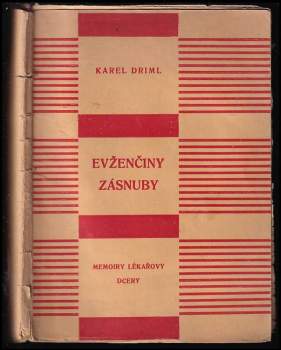 KAREL DRIML
EVŽENČINY
ZÁSNUBY
MEMOIRY LÉKAŘOVY
DCERY